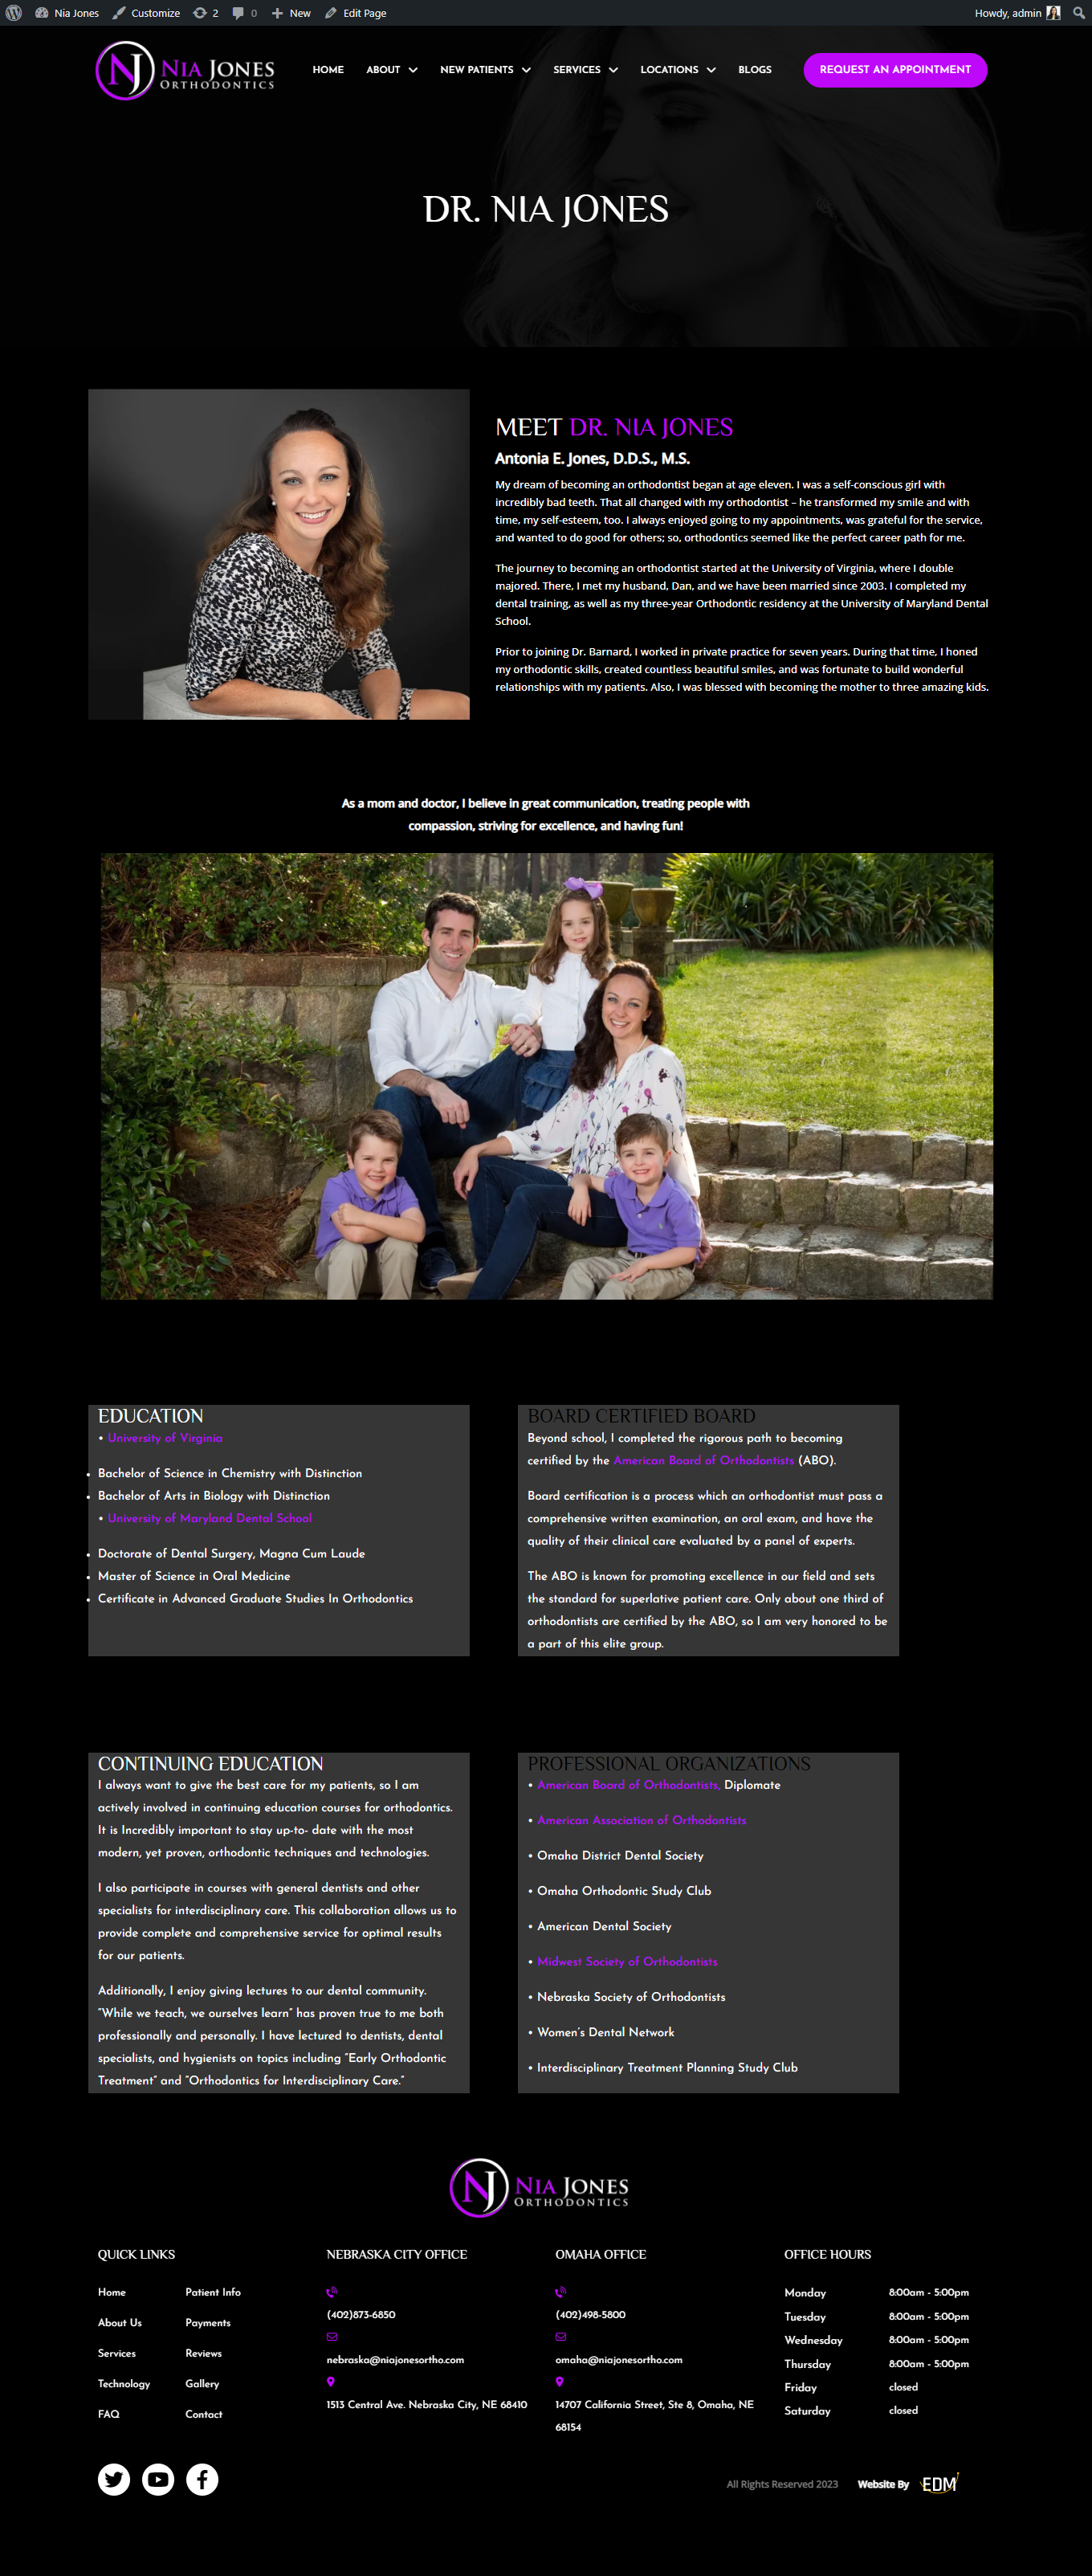 Nia Jones Customize 2 0 New Edit Page Howdy, admin
NJ NIA JONES ORTHODONTICS
HOME ABOUT NEW PATIENTS SERVICES LOCATIONS BLOGS REQUEST AN APPOINTMENT
DR. NIA JONES
MEET DR. NIA JONES
Antonia E. Jones, D.D.S., M.S.
My dream of becoming an orthodontist began at age eleven. I was a self-conscious girl with
incredibly bad teeth. That all changed with my orthodontist – he transformed my smile and with
time, my self-esteem, too. I always enjoyed going to my appointments, was grateful for the service,
and wanted to do good for others; so, orthodontics seemed like the perfect career path for me.
The journey to becoming an orthodontist started at the University of Virginia, where I double
majored. There, I met my husband, Dan, and we have been married since 2003. I completed my
dental training, as well as my three-year Orthodontic residency at the University of Maryland Dental
School.
Prior to joining Dr. Barnard, I worked in private practice for seven years. During that time, I honed
my orthodontic skills, created countless beautiful smiles, and was fortunate to build wonderful
relationships with my patients. Also, I was blessed with becoming the mother to three amazing kids.
As a mom and doctor, I believe in great communication, treating people with
compassion, striving for excellence, and having fun!
EDUCATION
• University of Virginia
• Bachelor of Science in Chemistry with Distinction
• Bachelor of Arts in Biology with Distinction
• University of Maryland Dental School
• Doctorate of Dental Surgery, Magna Cum Laude
• Master of Science in Oral Medicine
• Certificate in Advanced Graduate Studies In Orthodontics
BOARD CERTIFIED BOARD
Beyond school, I completed the rigorous path to becoming
certified by the American Board of Orthodontists (ABO).
Board certification is a process which an orthodontist must pass a
comprehensive written examination, an oral exam, and have the
quality of their clinical care evaluated by a panel of experts.
The ABO is known for promoting excellence in our field and sets
the standard for superlative patient care. Only about one third of
orthodontists are certified by the ABO, so I am very honored to be
a part of this elite group.
CONTINUING EDUCATION
I always want to give the best care for my patients, so I am
actively involved in continuing education courses for orthodontics.
It is Incredibly important to stay up-to- date with the most
modern, yet proven, orthodontic techniques and technologies.
I also participate in courses with general dentists and other
specialists for interdisciplinary care. This collaboration allows us to
provide complete and comprehensive service for optimal results
for our patients.
Additionally, I enjoy giving lectures to our dental community.
“While we teach, we ourselves learn” has proven true to me both
professionally and personally. I have lectured to dentists, dental
specialists, and hygienists on topics including “Early Orthodontic
Treatment” and “Orthodontics for Interdisciplinary Care.”
PROFESSIONAL ORGANIZATIONS
• American Board of Orthodontists, Diplomate
• American Association of Orthodontists
• Omaha District Dental Society
• Omaha Orthodontic Study Club
• American Dental Society
• Midwest Society of Orthodontists
• Nebraska Society of Orthodontists
• Women’s Dental Network
• Interdisciplinary Treatment Planning Study Club
NJ NIA JONES ORTHODONTICS
QUICK LINKS
Home Patient Info
About Us Payments
Services Reviews
Technology Gallery
FAQ Contact
NEBRASKA CITY OFFICE
(402)873-6850
nebraska@niajonesortho.com
1513 Central Ave. Nebraska City, NE 68410
OMAHA OFFICE
(402)498-5800
omaha@niajonesortho.com
14707 California Street, Ste 8, Omaha, NE
68154
OFFICE HOURS
Monday 8:00am - 5:00pm
Tuesday 8:00am - 5:00pm
Wednesday 8:00am - 5:00pm
Thursday 8:00am - 5:00pm
Friday closed
Saturday closed
All Rights Reserved 2023 Website By EDM